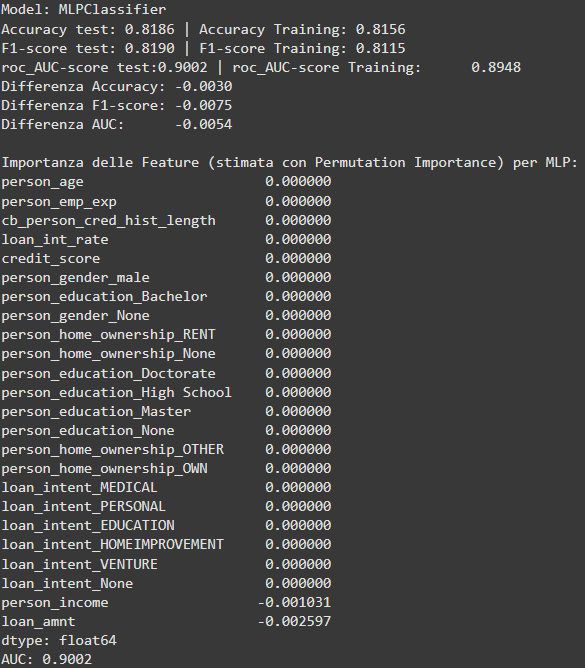 Model: MLPClassifier
Accuracy test: 0.8186 | Accuracy Training: 0.8156
F1-score test: 0.8190 | F1-score Training: 0.8115
roc_AUC-score test:0.9002 | roc_AUC-score Training:      0.8948
Differenza Accuracy: -0.0030
Differenza F1-score: -0.0075
Differenza AUC:      -0.0054

Importanza delle Feature (stimata con Permutation Importance) per MLP:
person_age                      0.000000
person_emp_exp                  0.000000
cb_person_cred_hist_length      0.000000
loan_int_rate                   0.000000
credit_score                    0.000000
person_gender_male              0.000000
person_education_Bachelor       0.000000
person_gender_None              0.000000
person_home_ownership_RENT      0.000000
person_home_ownership_None      0.000000
person_education_Doctorate      0.000000
person_education_High School    0.000000
person_education_Master         0.000000
person_education_None           0.000000
person_home_ownership_OTHER     0.000000
person_home_ownership_OWN       0.000000
loan_intent_MEDICAL             0.000000
loan_intent_PERSONAL            0.000000
loan_intent_EDUCATION           0.000000
loan_intent_HOMEIMPROVEMENT     0.000000
loan_intent_VENTURE             0.000000
loan_intent_None                0.000000
person_income                  -0.001031
loan_amnt                      -0.002597
dtype: float64
AUC: 0.9002